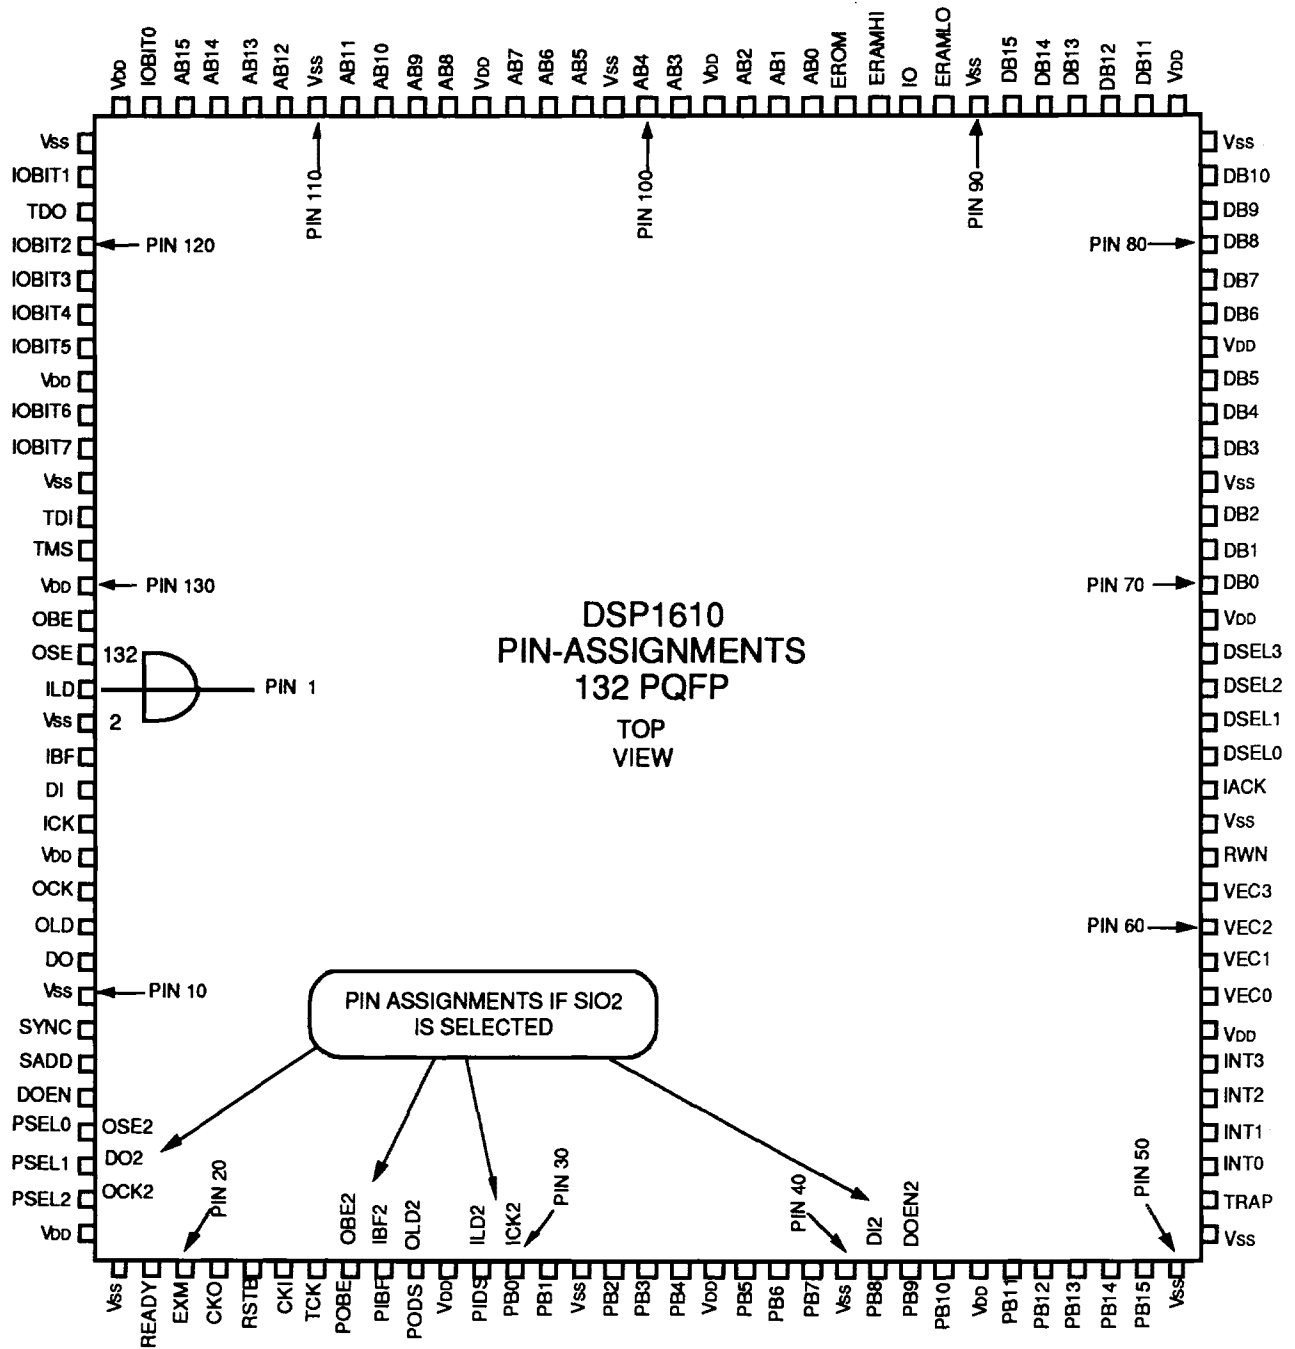 VDD
IOBIT0
AB15
AB14
AB13
AB12
VSS
AB11
AB10
AB9
AB8
VDD
AB7
AB6
AB5
VSS
AB4
AB3
VDD
AB2
AB1
AB0
EROM
ERAMHI
IO
ERAMLO
VSS
DB15
DB14
DB13
DB12
DB11
VDD
PIN 110
PIN 100
PIN 90
VSS
IOBIT1
TDO
IOBIT2
PIN 120
IOBIT3
IOBIT4
IOBIT5
VDD
IOBIT6
IOBIT7
VSS
TDI
TMS
VDD
PIN 130
OBE
OSE
132
ILD
PIN 1
VSS
2
IBF
DI
ICK
VDD
OCK
OLD
DO
VSS
PIN 10
SYNC
SADD
DOEN
PSEL0
OSE2
PSEL1
DO2
PSEL2
OCK2
VDD
DSP1610
PIN-ASSIGNMENTS
132 PQFP
TOP
VIEW
PIN ASSIGNMENTS IF SIO2
IS SELECTED
VSS
DB10
DB9
PIN 80
DB8
DB7
DB6
VDD
DB5
DB4
DB3
VSS
DB2
DB1
PIN 70
DB0
VDD
DSEL3
DSEL2
DSEL1
DSEL0
IACK
VSS
RWN
VEC3
PIN 60
VEC2
VEC1
VEC0
VDD
INT3
INT2
INT1
INT0
TRAP
VSS
PIN 20
OBE2
IBF2
OLD2
ILD2
ICK2
PIN 30
PIN 40
DI2
DOEN2
PIN 50
VSS
READY
EXM
CKO
RSTB
CKI
TCK
POBE
PIBF
PODS
VDD
PIDS
PB0
PB1
VSS
PB2
PB3
PB4
VDD
PB5
PB6
PB7
VSS
PB8
PB9
PB10
VDD
PB11
PB12
PB13
PB14
PB15
VSS